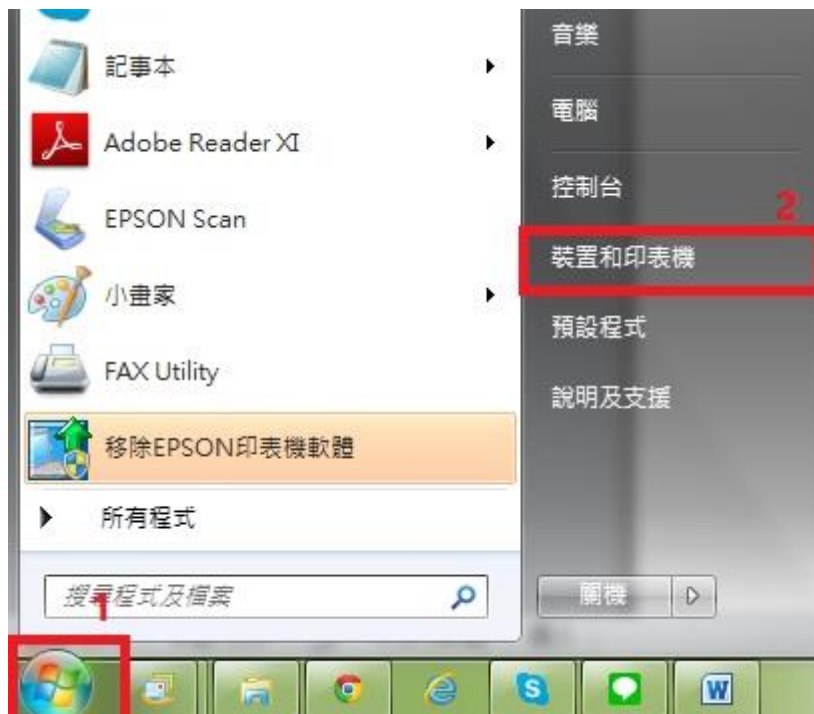 記事本
Adobe Reader XI
EPSON Scan
小畫家
FAX Utility
移除EPSON印表機軟體
所有程式
搜尋程式及檔案
1
音樂
電腦
控制台
2
裝置和印表機
預設程式
說明及支援
關機
S
W